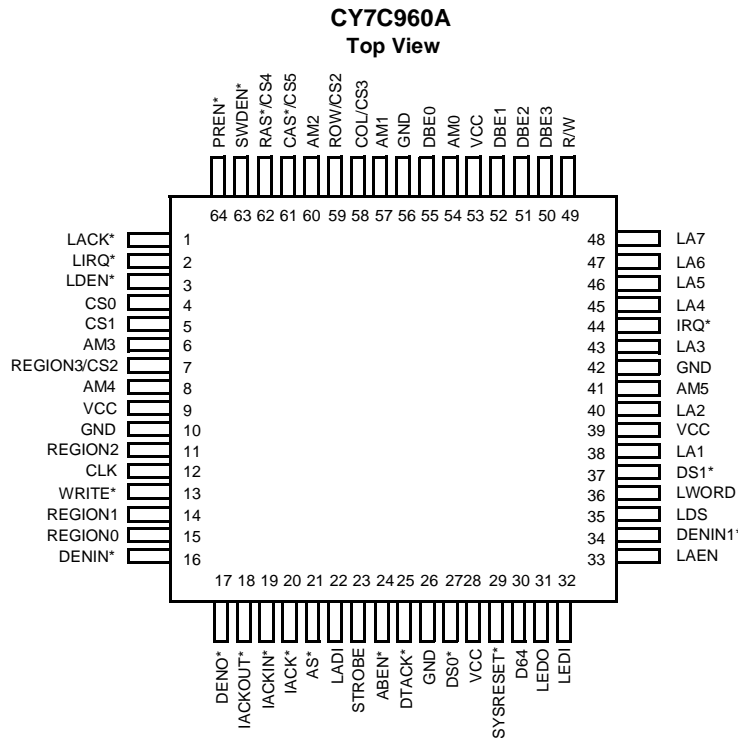 CY7C960A
Top View
PREN*
SWDEN*
RAS*/CS4
CAS*/CS5
AM2
ROW/CS2
COL/CS3
AM1
GND
DBE0
AM0
VCC
DBE1
DBE2
DBE3
R/W
64 63 62 61 60 59 58 57 56 55 54 53 52 51 50 49
LACK* 1
LIRQ* 2
LDEN* 3
CS0 4
CS1 5
AM3 6
REGION3/CS2 7
AM4 8
VCC 9
GND 10
REGION2 11
CLK 12
WRITE* 13
REGION1 14
REGION0 15
DENIN* 16
48 LA7
47 LA6
46 LA5
45 LA4
44 IRQ*
43 LA3
42 GND
41 AM5
40 LA2
39 VCC
38 LA1
37 DS1*
36 LWORD
35 LDS
34 DENIN1*
33 LAEN
17 18 19 20 21 22 23 24 25 26 27 28 29 30 31 32
DENO*
IACKOUT*
IACKIN*
IACK*
AS*
LADI
STROBE
ABEN*
DTACK*
GND
DS0*
VCC
SYSRESET*
D64
LEDO
LEDI